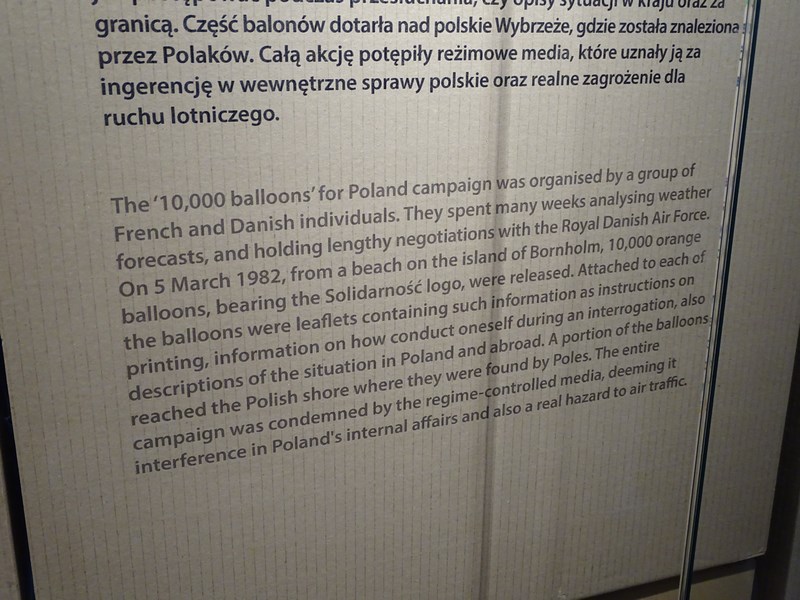 podczas przesłuchania, czy opisy sytuacji w kraju oraz za
granicą. Część balonów dotarła nad polskie Wybrzeże, gdzie została znaleziona
przez Polaków. Całą akcję potępiły reżimowe media, które uznały ją za
ingerencję w wewnętrzne sprawy polskie oraz realne zagrożenie dla
ruchu lotniczego.
The '10,000 balloons' for Poland campaign was organised by a group of
French and Danish individuals. They spent many weeks analysing weather
forecasts, and holding lengthy negotiations with the Royal Danish Air Force.
On 5 March 1982, from a beach on the island of Bornholm, 10,000 orange
balloons, bearing the Solidarność logo, were released. Attached to each of
the balloons were leaflets containing such information as instructions on
printing, information on how conduct oneself during an interrogation, also
descriptions of the situation in Poland and abroad. A portion of the balloons
reached the Polish shore where they were found by Poles. The entire
campaign was condemned by the regime-controlled media, deeming it
interference in Poland's internal affairs and also a real hazard to air traffic.